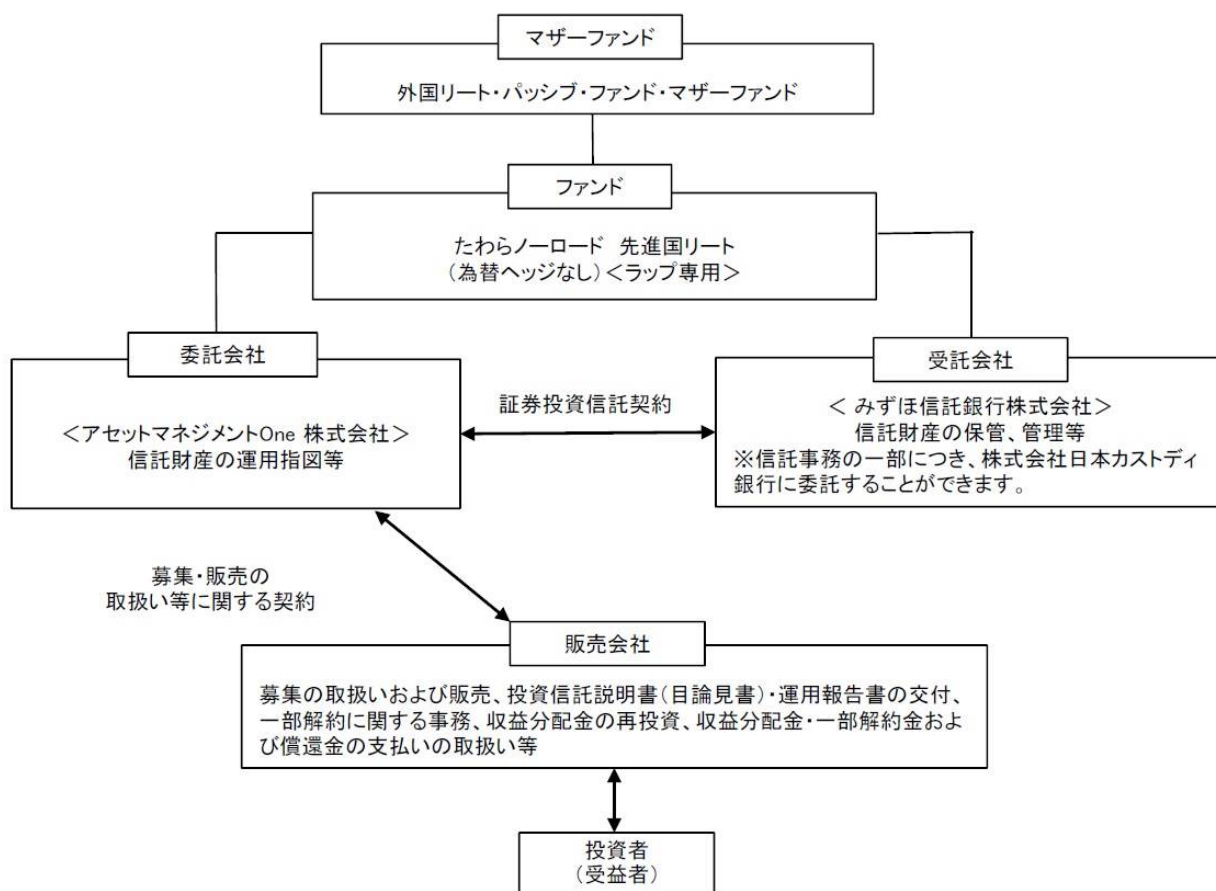 マザーファンド
外国リート・パッシブ・ファンド・マザーファンド
ファンド
たわらノーロード 先進国リート
(為替ヘッジなし)<ラップ専用>
委託会社
<アセットマネジメントOne 株式会社>
信託財産の運用指図等
証券投資信託契約
受託会社
< みずほ信託銀行株式会社>
信託財産の保管、管理等
※信託事務の一部につき、株式会社日本カストディ
銀行に委託することができます。
募集・販売の
取扱い等に関する契約
販売会社
募集の取扱いおよび販売、投資信託説明書(目論見書)・運用報告書の交付、
一部解約に関する事務、収益分配金の再投資、収益分配金・一部解約金およ
び償還金の支払いの取扱い等
投資者
(受益者)